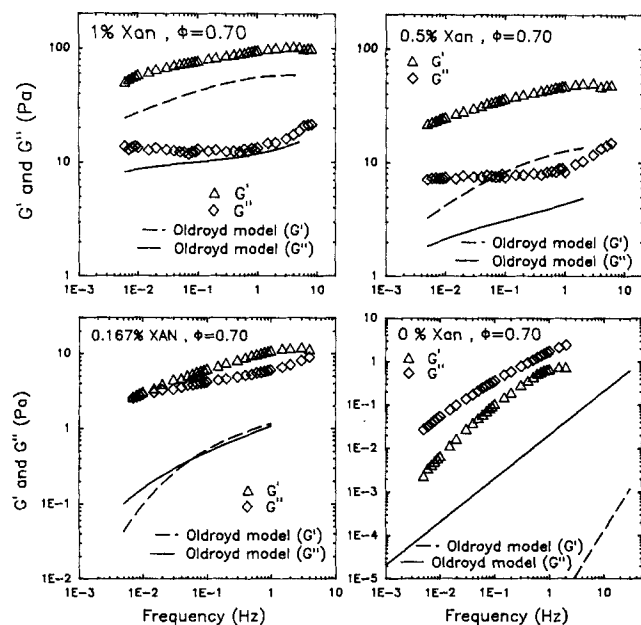 1% Xan , Φ=0.70
G'
G''
Oldroyd model (G')
Oldroyd model (G'')
100
10
1
1E-3 1E-2 1E-1 1 10
G' and G'' (Pa)
0.5% Xan , Φ=0.70
G'
G''
Oldroyd model (G')
Oldroyd model (G'')
100
10
1
1E-3 1E-2 1E-1 1 10
0.167% XAN , Φ=0.70
G'
G''
Oldroyd model (G')
Oldroyd model (G'')
10
1
1E-1
1E-2
1E-3 1E-2 1E-1 1 10
G' and G'' (Pa)
Frequency (Hz)
0 % Xan , Φ=0.70
G'
G''
Oldroyd model (G')
Oldroyd model (G'')
1E1
1
1E-1
1E-2
1E-3
1E-4
1E-5
1E-3 1E-2 1E-1 1 10
Frequency (Hz)